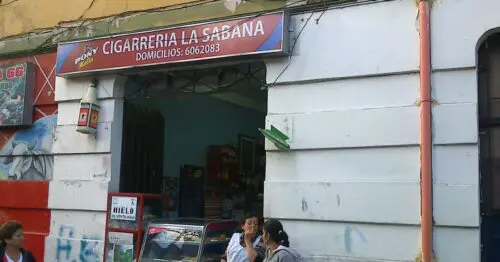 PONY
Malta
CIGARRERIA LA SABANA
DOMICILIOS: 6062083
HIELO